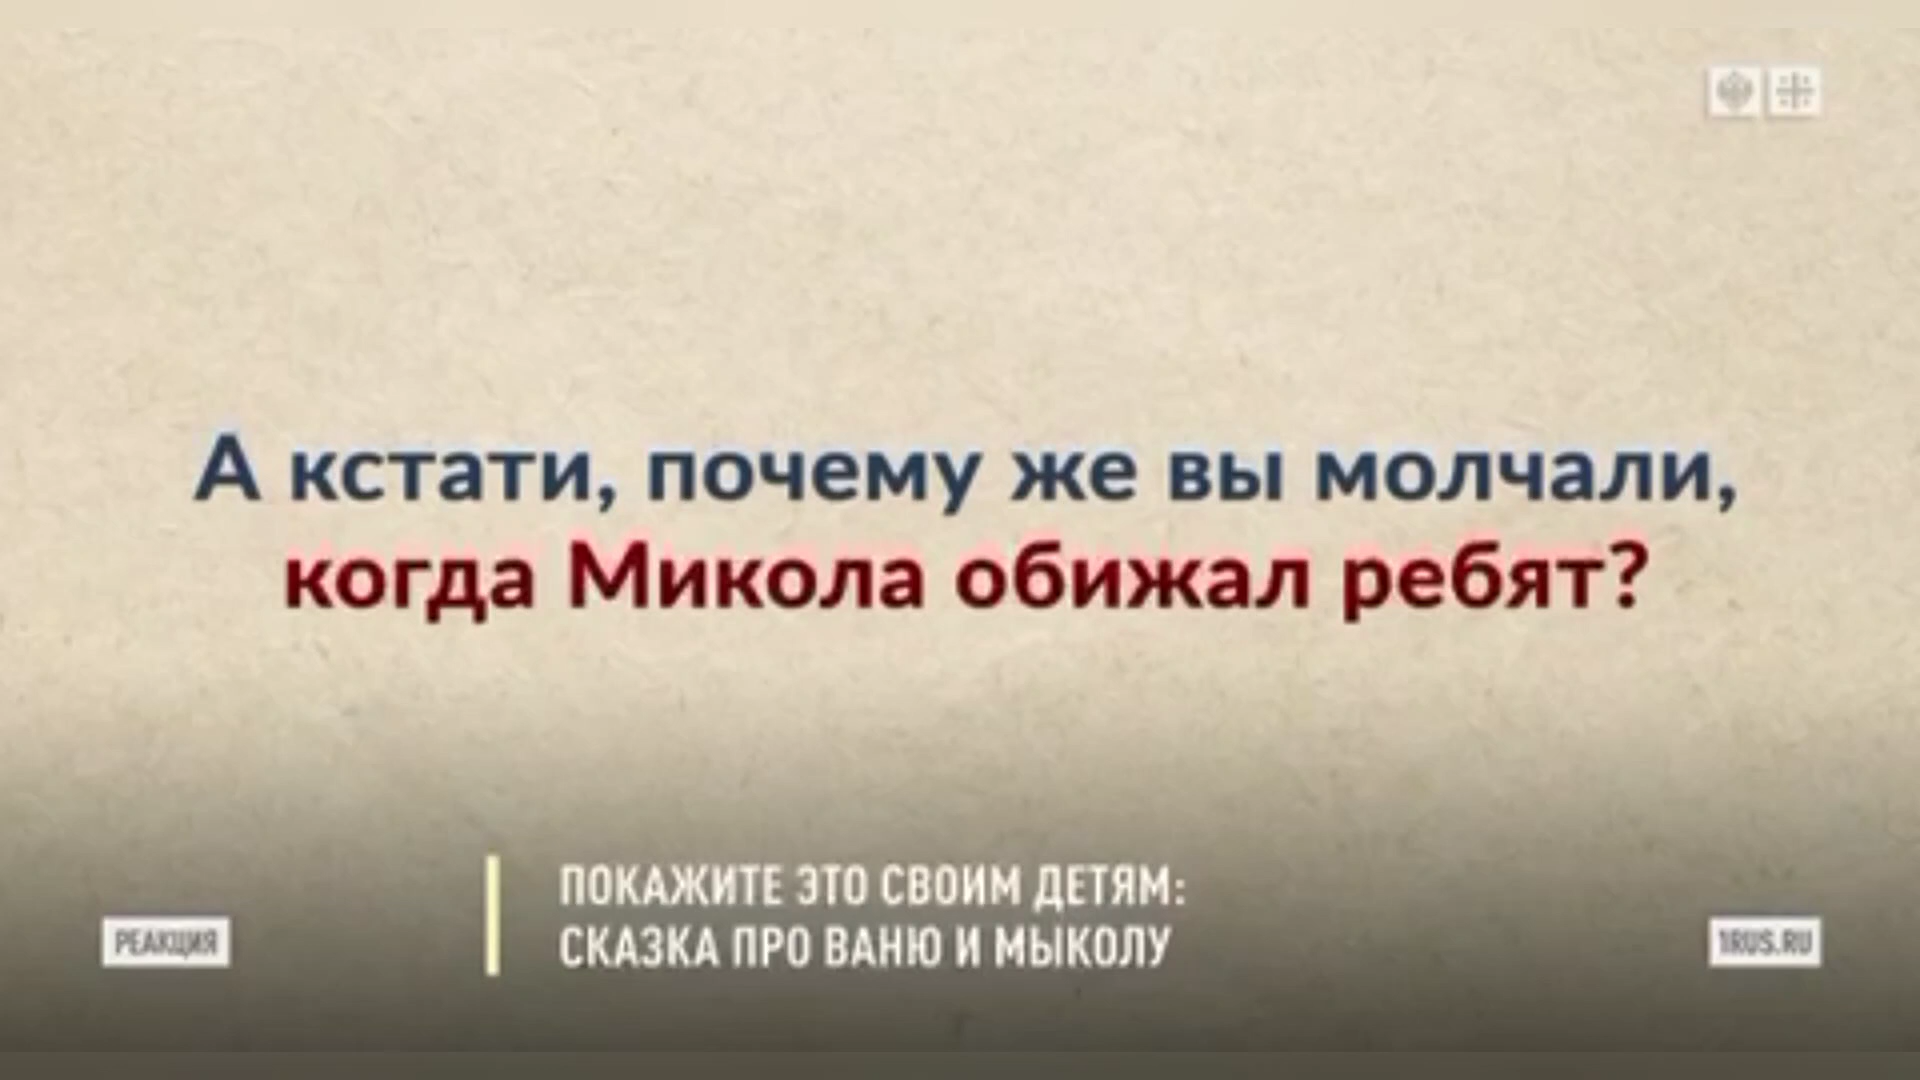 А кстати, почему же вы молчали,
когда Микола обижал ребят?
ПОКАЖИТЕ ЭТО СВОИМ ДЕТЯМ:
СКАЗКА ПРО ВАНЮ И МЫКОЛУ
РЕАКЦИЯ
1RUS.RU